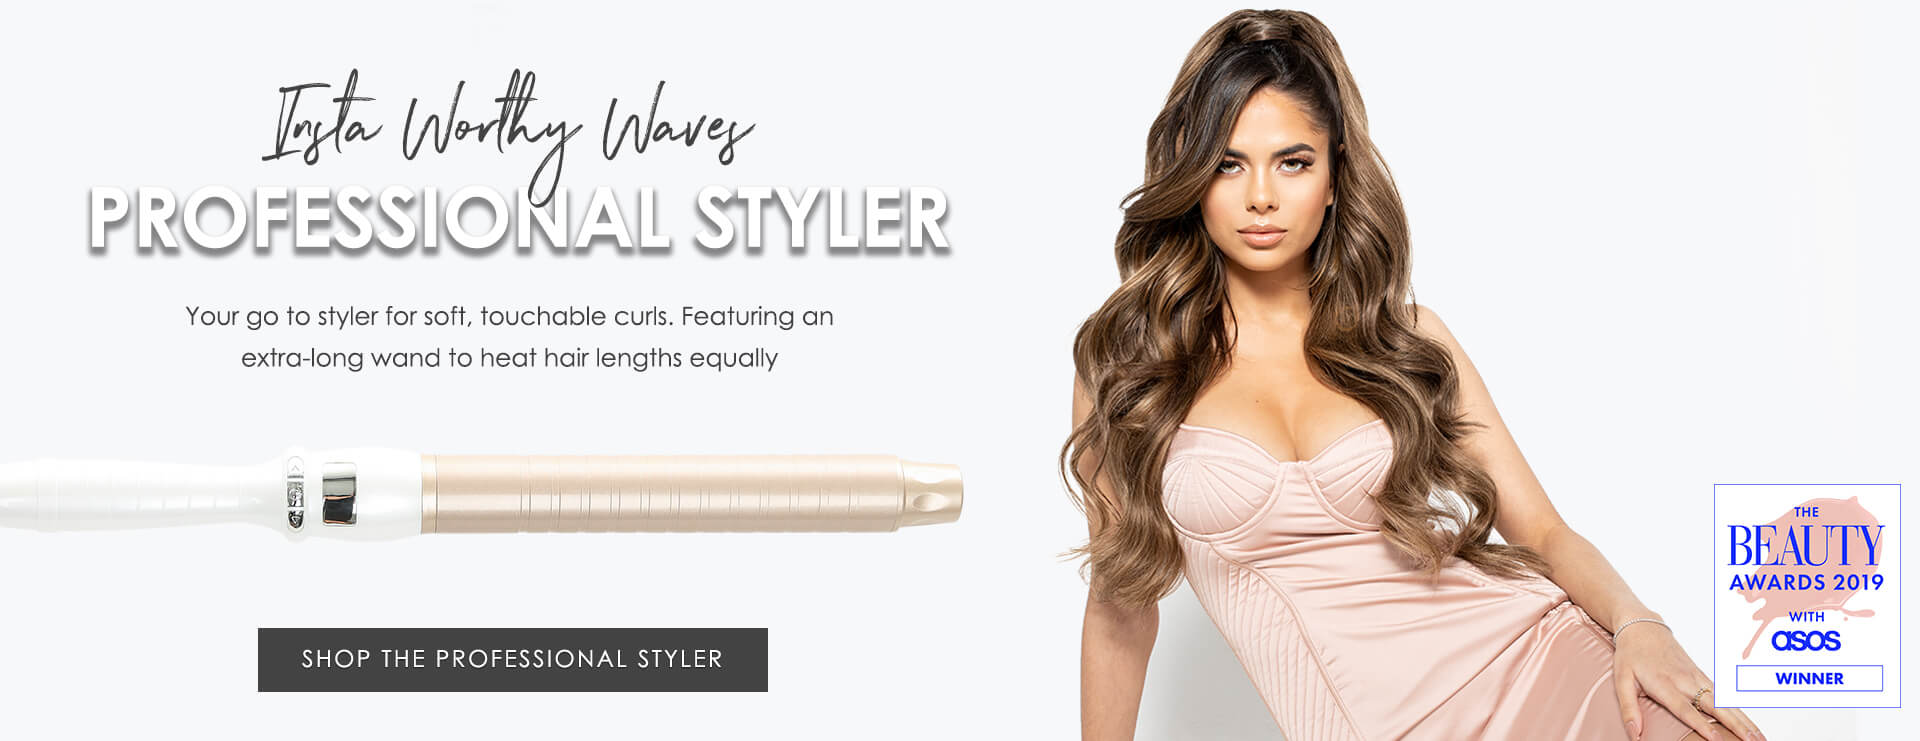 Insta Worthy Waves
PROFESSIONAL STYLER
Your go to styler for soft, touchable curls. Featuring an
extra-long wand to heat hair lengths equally
SHOP THE PROFESSIONAL STYLER
THE
BEAUTY
AWARDS 2019
WITH
asos
WINNER